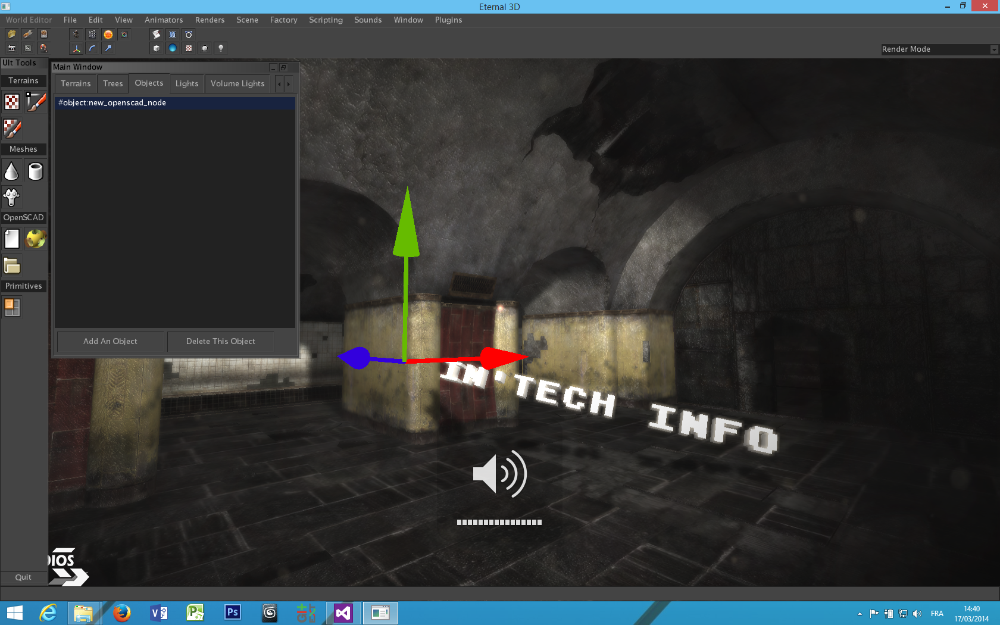 Eternal 3D
World Editor File Edit View Animators Renders Scene Factory Scripting Sounds Window Plugins
Render Mode
Ult Tools
Main Window
Terrains
Terrains Trees Objects Lights Volume Lights
#object:new_openscad_node
Meshes
OpenSCAD
Primitives
Add An Object Delete This Object
IN'TECH INFO
DIOS
Quit
Ps
FRA
14:40
17/03/2014